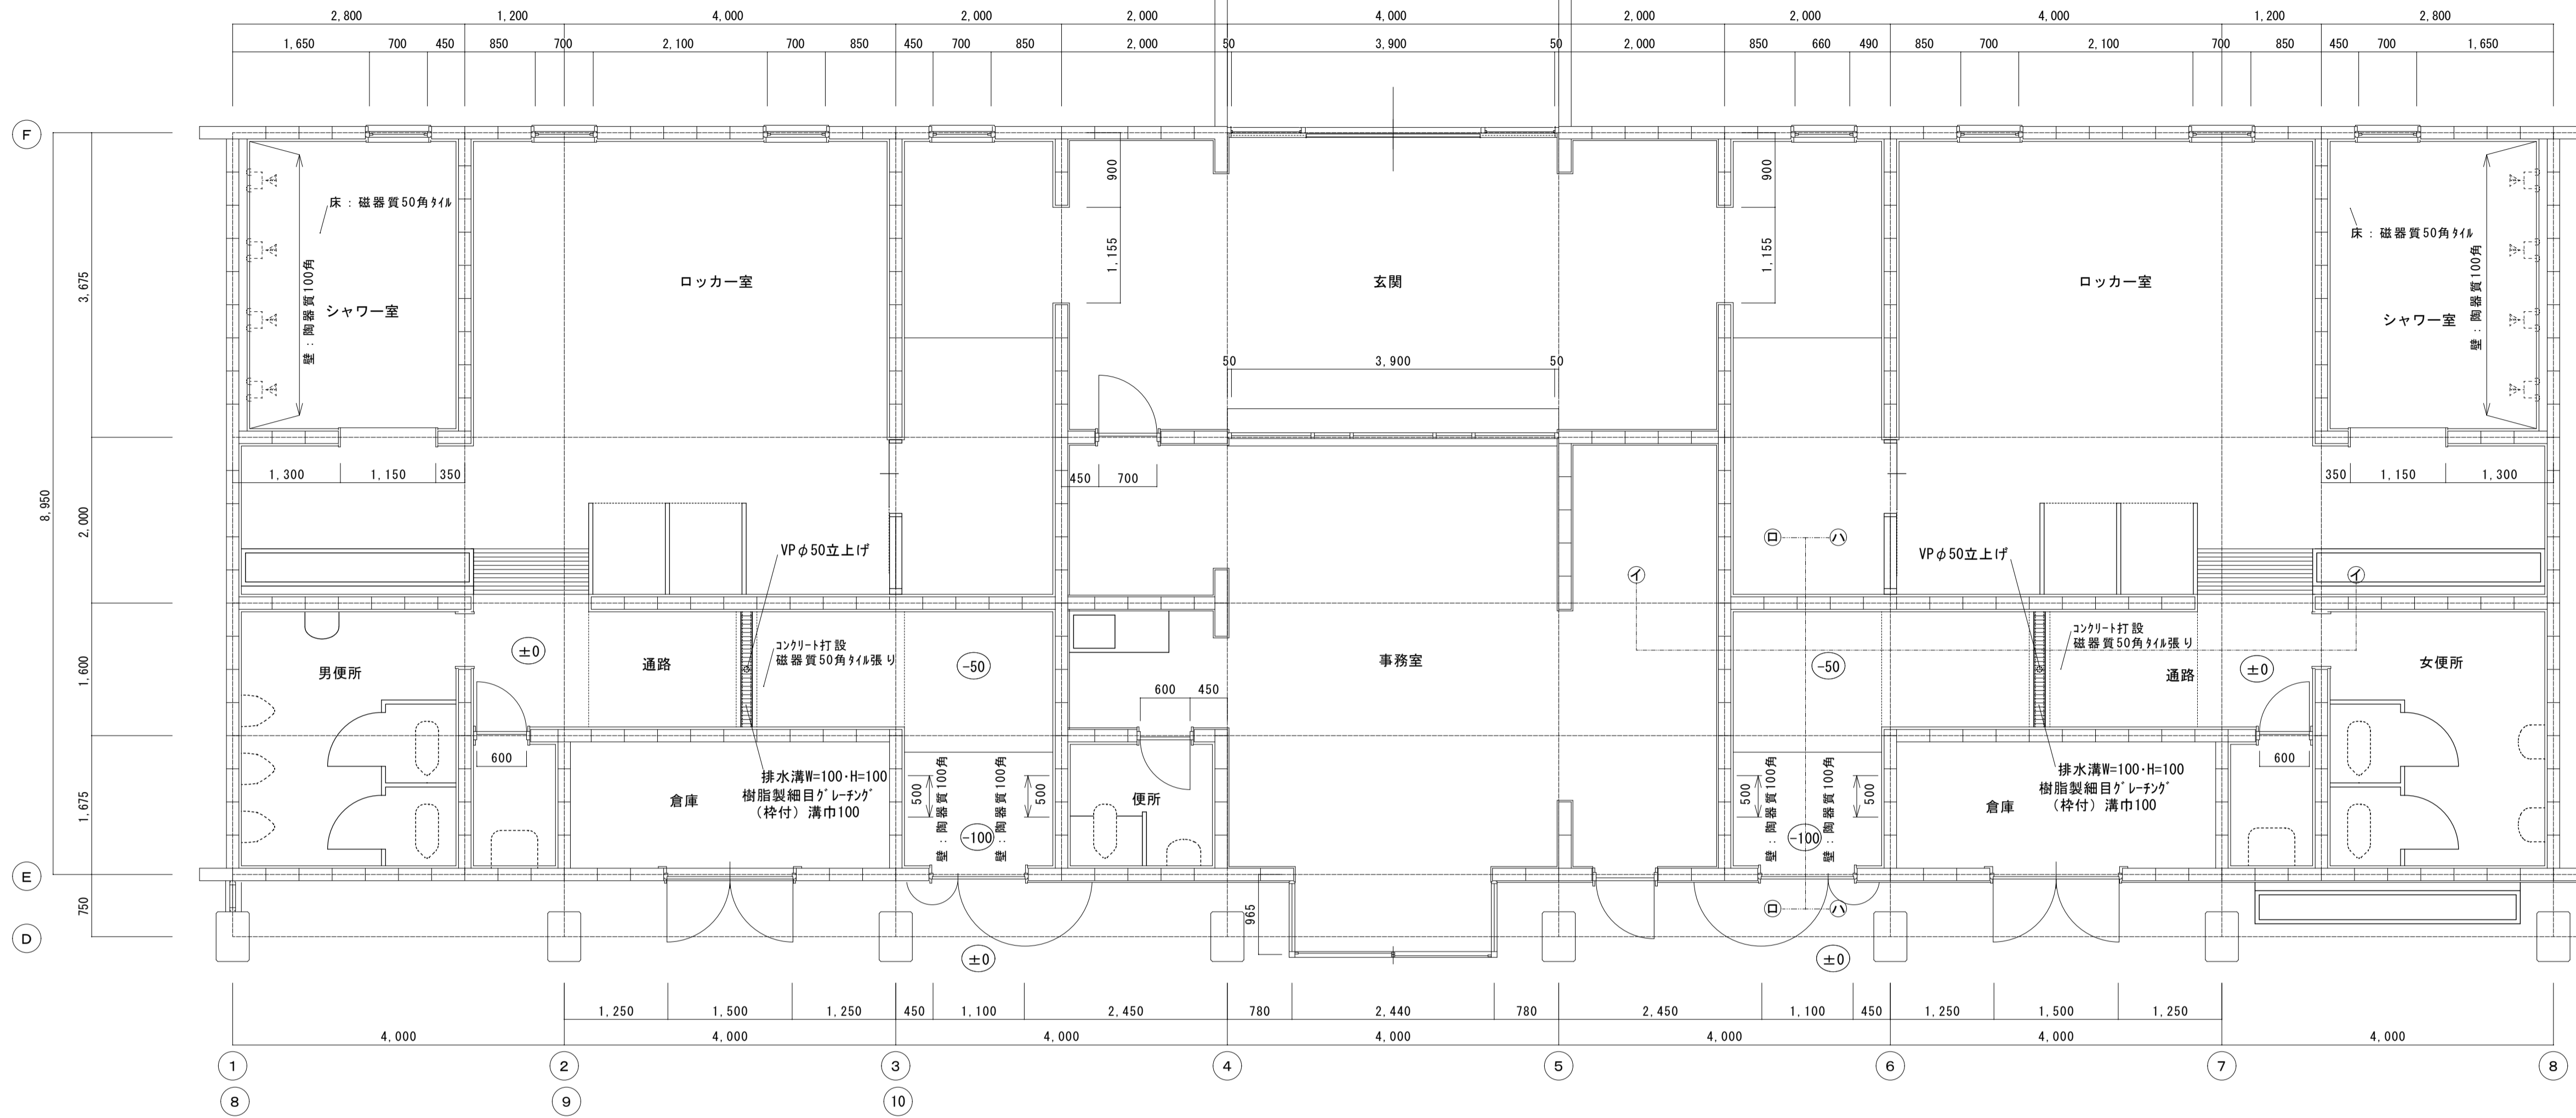 2,800 1,200 4,000 2,000 2,000 4,000 2,000 2,000 4,000 1,200 2,800
1,650 700 450 850 700 2,100 700 850 450 700 850 2,000 50 3,900 50 2,000 850 660 490 850 700 2,100 700 850 450 700 1,650
F
900
900
床：磁器質50角ﾀｲﾙ
床：磁器質50角ﾀｲﾙ
1,155
1,155
3,675
壁：陶器質100角
シャワー室
ロッカー室
玄関
ロッカー室
シャワー室
壁：陶器質100角
50 3,900 50
1,300 1,150 350
450 700
350 1,150 1,300
8,950
2,000
VPφ50立上げ
ロ ハ
VPφ50立上げ
イ
イ
男便所
±0
通路
ｺﾝｸﾘｰﾄ打設
磁器質50角ﾀｲﾙ張り
-50
事務室
-50
ｺﾝｸﾘｰﾄ打設
磁器質50角ﾀｲﾙ張り
通路
±0
女便所
1,600
600 450
600
600
1,675
倉庫
排水溝W=100･H=100
樹脂製細目ｸﾞﾚｰﾁﾝｸﾞ
（枠付）溝巾100
500
壁：陶器質100角
壁：陶器質100角
500
-100
便所
500
壁：陶器質100角
壁：陶器質100角
500
-100
倉庫
排水溝W=100･H=100
樹脂製細目ｸﾞﾚｰﾁﾝｸﾞ
（枠付）溝巾100
E
750
965
ロ ハ
D
±0
±0
1,250 1,500 1,250 450 1,100 2,450 780 2,440 780 2,450 1,100 450 1,250 1,500 1,250
4,000 4,000 4,000 4,000 4,000 4,000 4,000
1 2 3 4 5 6 7 8
8 9 10